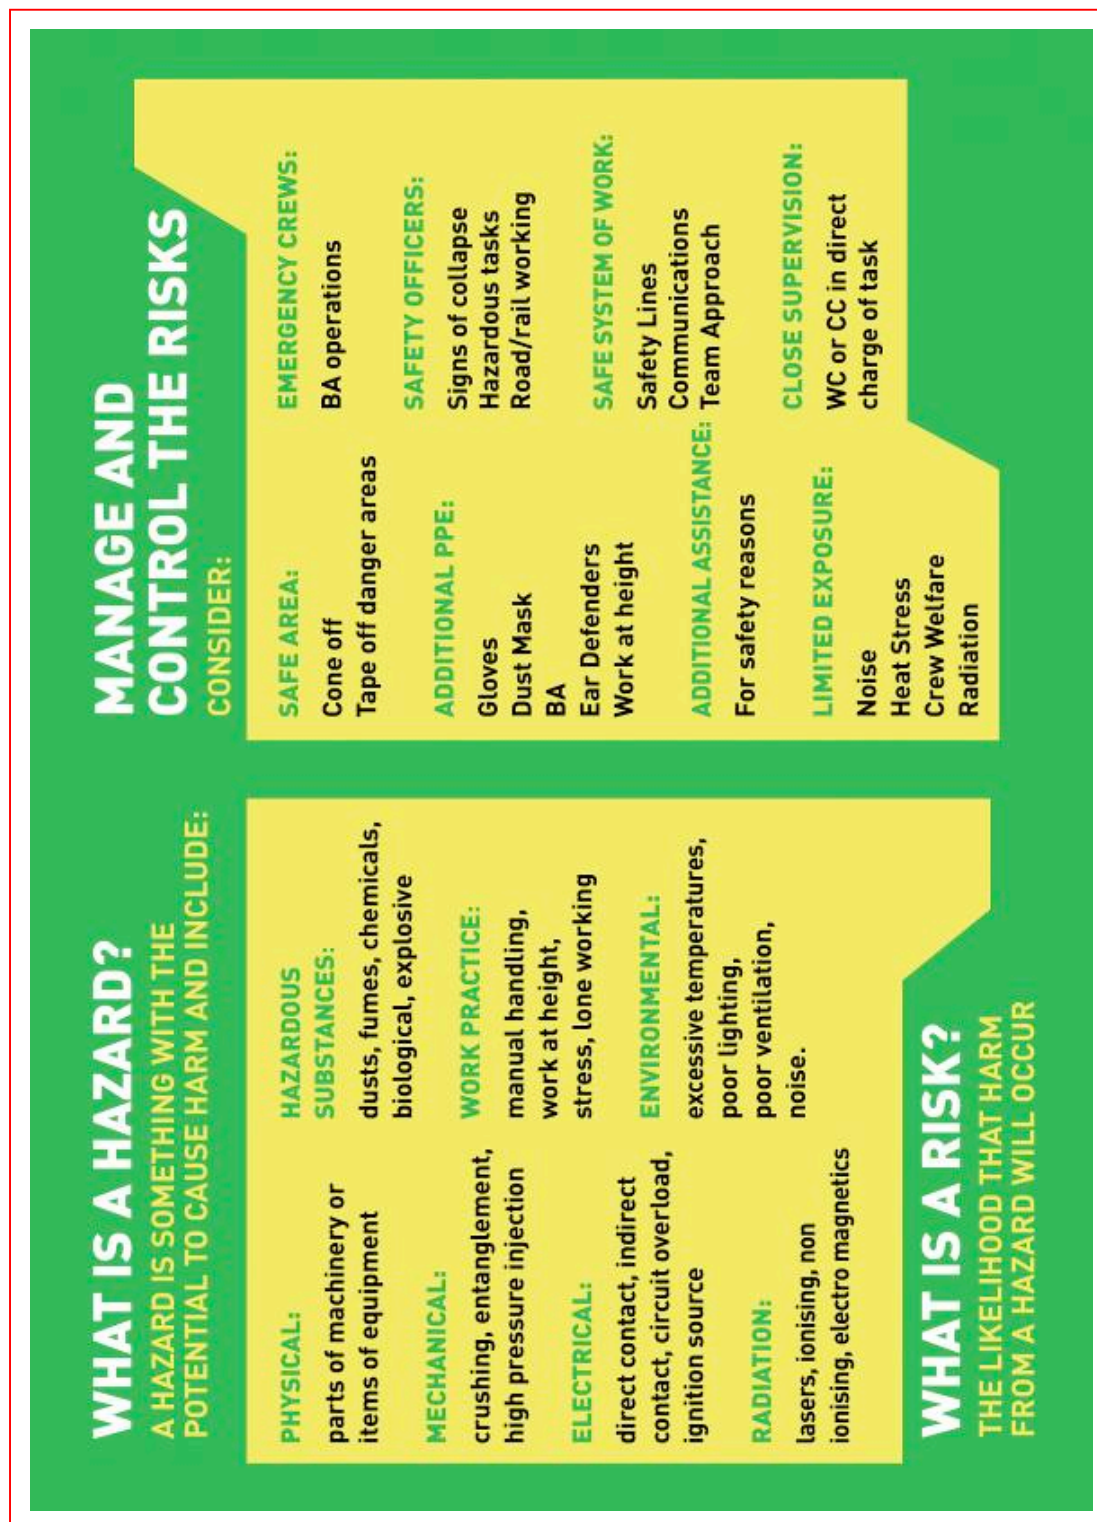 WHAT IS A HAZARD?
A HAZARD IS SOMETHING WITH THE
POTENTIAL TO CAUSE HARM AND INCLUDE:
PHYSICAL:
parts of machinery or
items of equipment
MECHANICAL:
crushing, entanglement,
high pressure injection
ELECTRICAL:
direct contact, indirect
contact, circuit overload,
ignition source
RADIATION:
lasers, ionising, non
ionising, electro magnetics
HAZARDOUS
SUBSTANCES:
dusts, fumes, chemicals,
biological, explosive
WORK PRACTICE:
manual handling,
work at height,
stress, lone working
ENVIRONMENTAL:
excessive temperatures,
poor lighting,
poor ventilation,
noise.
WHAT IS A RISK?
THE LIKELIHOOD THAT HARM
FROM A HAZARD WILL OCCUR
MANAGE AND
CONTROL THE RISKS
CONSIDER:
SAFE AREA:
Cone off
Tape off danger areas
ADDITIONAL PPE:
Gloves
Dust Mask
BA
Ear Defenders
Work at height
ADDITIONAL ASSISTANCE:
For safety reasons
LIMITED EXPOSURE:
Noise
Heat Stress
Crew Welfare
Radiation
EMERGENCY CREWS:
BA operations
SAFETY OFFICERS:
Signs of collapse
Hazardous tasks
Road/rail working
SAFE SYSTEM OF WORK:
Safety Lines
Communications
Team Approach
CLOSE SUPERVISION:
WC or CC in direct
charge of task